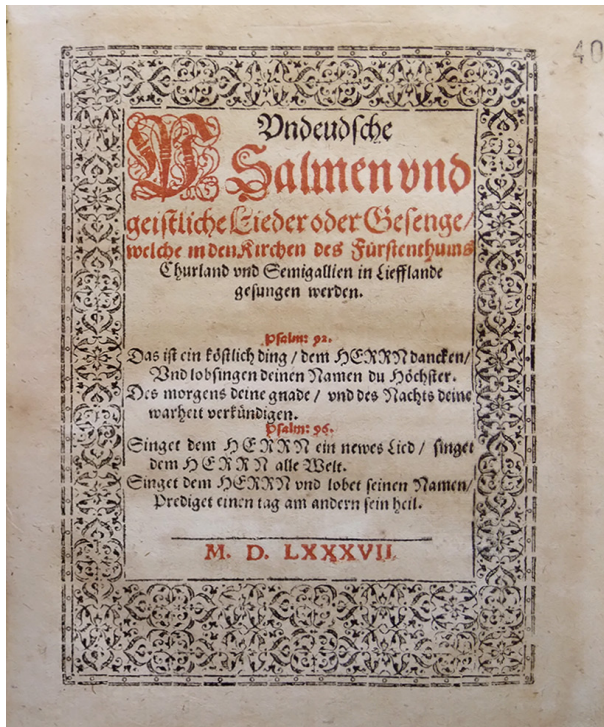 40
Vndeudsche
PSalmen vnd
geistliche Lieder oder Gesenge/
welche in den Kirchen des Fürstenthums
Churland vnd Semigallien in Liefflande
gesungen werden.
Psalm: 92.
Das ist ein köstlich ding / dem HERRN dancken/
Vnd lobsingen deinen Namen du Höchster.
Des morgens deine gnade / vnd des Nachts deine
warheit verkündigen.
Psalm: 96.
Singet dem HERRN ein newes Lied / singet
dem HERRN alle Welt.
Singet dem HERRN vnd lobet seinen Namen/
Prediget einen tag am andern sein heil.
M. D. LXXXVII.